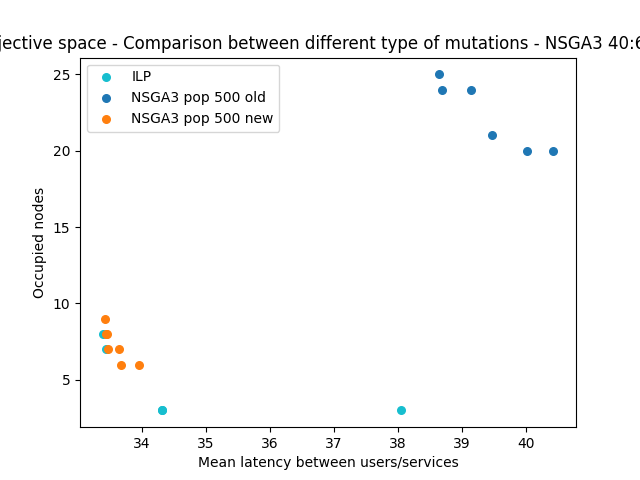 jective space - Comparison between different type of mutations - NSGA3 40:6
ILP
NSGA3 pop 500 old
NSGA3 pop 500 new
Occupied nodes
25
20
15
10
5
34 35 36 37 38 39 40
Mean latency between users/services